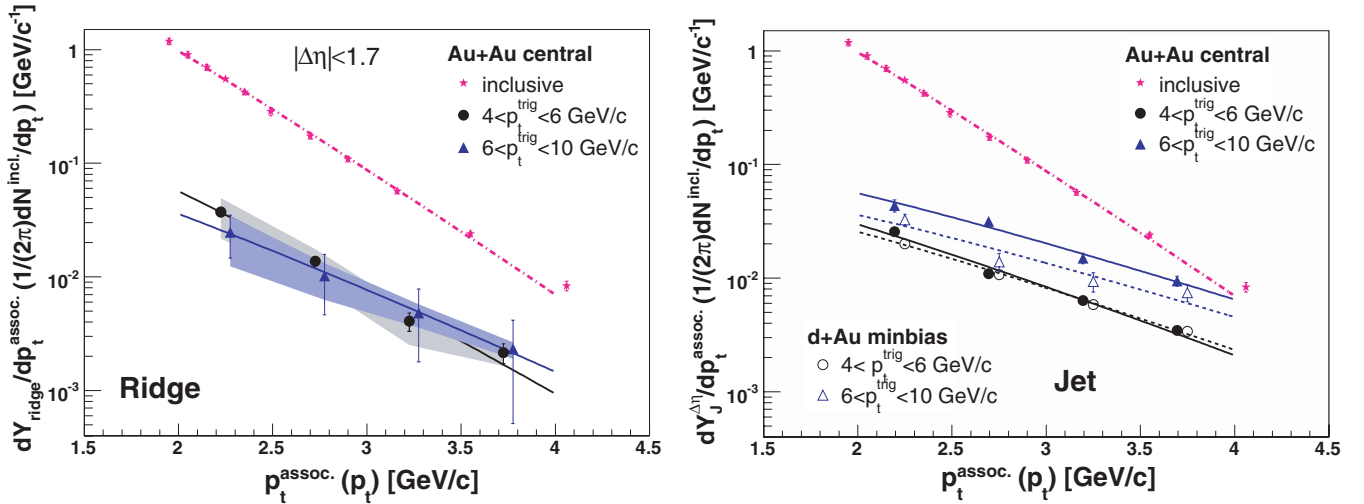 dY_ridge/dp_t^assoc. (1/(2π)dN^incl./dp_t) [GeV/c⁻¹]
1
10⁻¹
10⁻²
10⁻³
|Δη|<1.7
Au+Au central
inclusive
4<p_t^trig<6 GeV/c
6<p_t^trig<10 GeV/c
Ridge
1.5 2 2.5 3 3.5 4 4.5
p_t^assoc. (p_t) [GeV/c]
dY_J^Δη/dp_t^assoc. (1/(2π)dN^incl./dp_t) [GeV/c⁻¹]
1
10⁻¹
10⁻²
10⁻³
Au+Au central
inclusive
4<p_t^trig<6 GeV/c
6<p_t^trig<10 GeV/c
d+Au minbias
4< p_t^trig<6 GeV/c
6<p_t^trig<10 GeV/c
Jet
1.5 2 2.5 3 3.5 4 4.5
p_t^assoc. (p_t) [GeV/c]